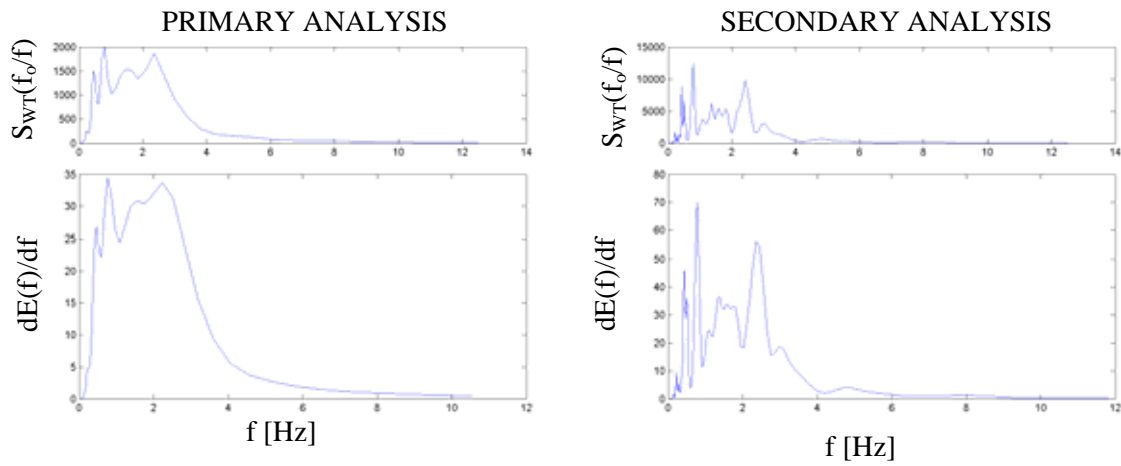 PRIMARY ANALYSIS
S_WT(f_o/f)
2000
1500
1000
500
0
0 2 4 6 8 10 12 14
dE(f)/df
35
30
25
20
15
10
5
0
0 2 4 6 8 10 12
f [Hz]
SECONDARY ANALYSIS
S_WT(f_o/f)
15000
10000
5000
0
0 2 4 6 8 10 12 14
dE(f)/df
80
70
60
50
40
30
20
10
0
0 2 4 6 8 10 12
f [Hz]